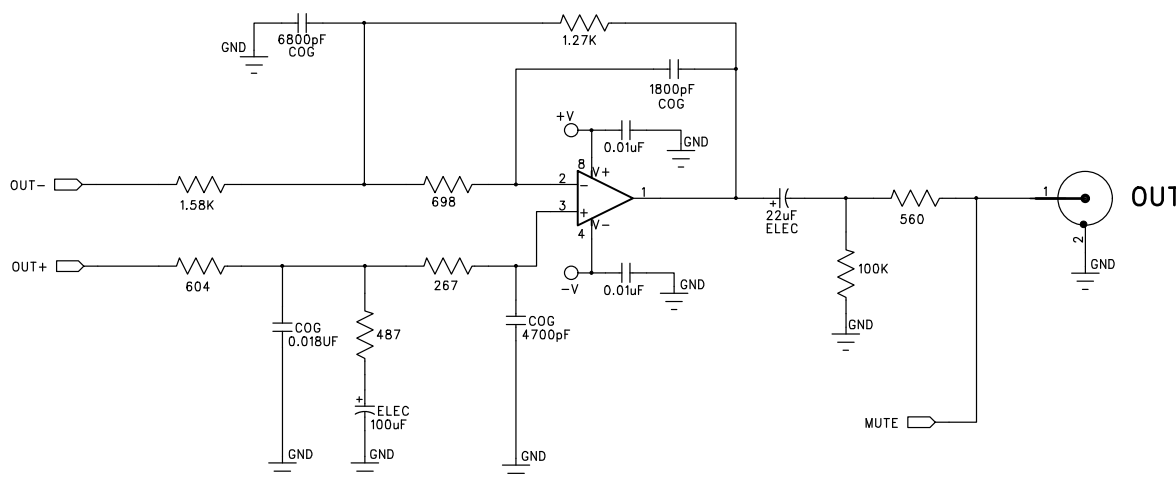 GND
6800pF
COG
1.27K
1800pF
COG
+V
0.01uF
GND
8
V+
OUT-
1.58K
698
2
-
1
3
+
4
V-
OUT+
604
267
-V
0.01uF
GND
+
22uF
ELEC
560
1
OUT
2
GND
100K
GND
COG
0.018UF
487
COG
4700pF
+
ELEC
100uF
MUTE
GND
GND
GND